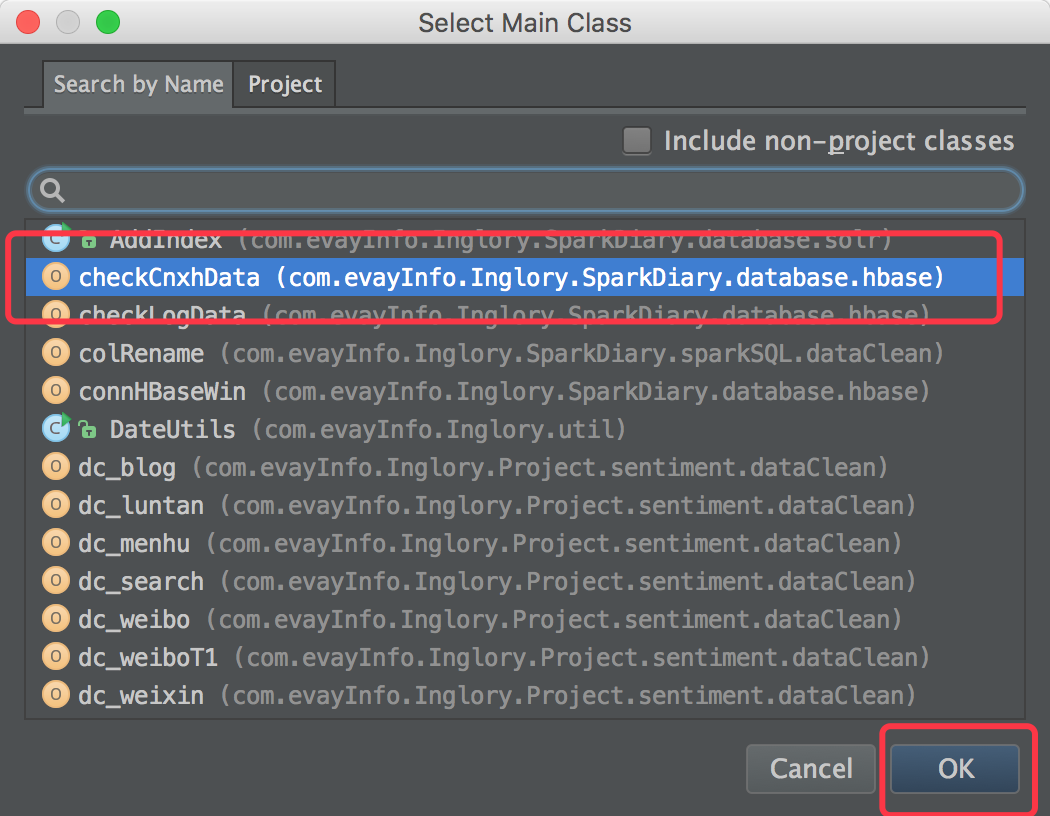 Select Main Class
Search by Name Project
Include non-project classes
AddIndex (com.evayInfo.Inglory.SparkDiary.database.solr)
checkCnxhData (com.evayInfo.Inglory.SparkDiary.database.hbase)
checkLogData (com.evayInfo.Inglory.SparkDiary.database.hbase)
colRename (com.evayInfo.Inglory.SparkDiary.sparkSQL.dataClean)
connHBaseWin (com.evayInfo.Inglory.SparkDiary.database.hbase)
DateUtils (com.evayInfo.Inglory.util)
dc_blog (com.evayInfo.Inglory.Project.sentiment.dataClean)
dc_luntan (com.evayInfo.Inglory.Project.sentiment.dataClean)
dc_menhu (com.evayInfo.Inglory.Project.sentiment.dataClean)
dc_search (com.evayInfo.Inglory.Project.sentiment.dataClean)
dc_weibo (com.evayInfo.Inglory.Project.sentiment.dataClean)
dc_weiboT1 (com.evayInfo.Inglory.Project.sentiment.dataClean)
dc_weixin (com.evayInfo.Inglory.Project.sentiment.dataClean)
Cancel OK